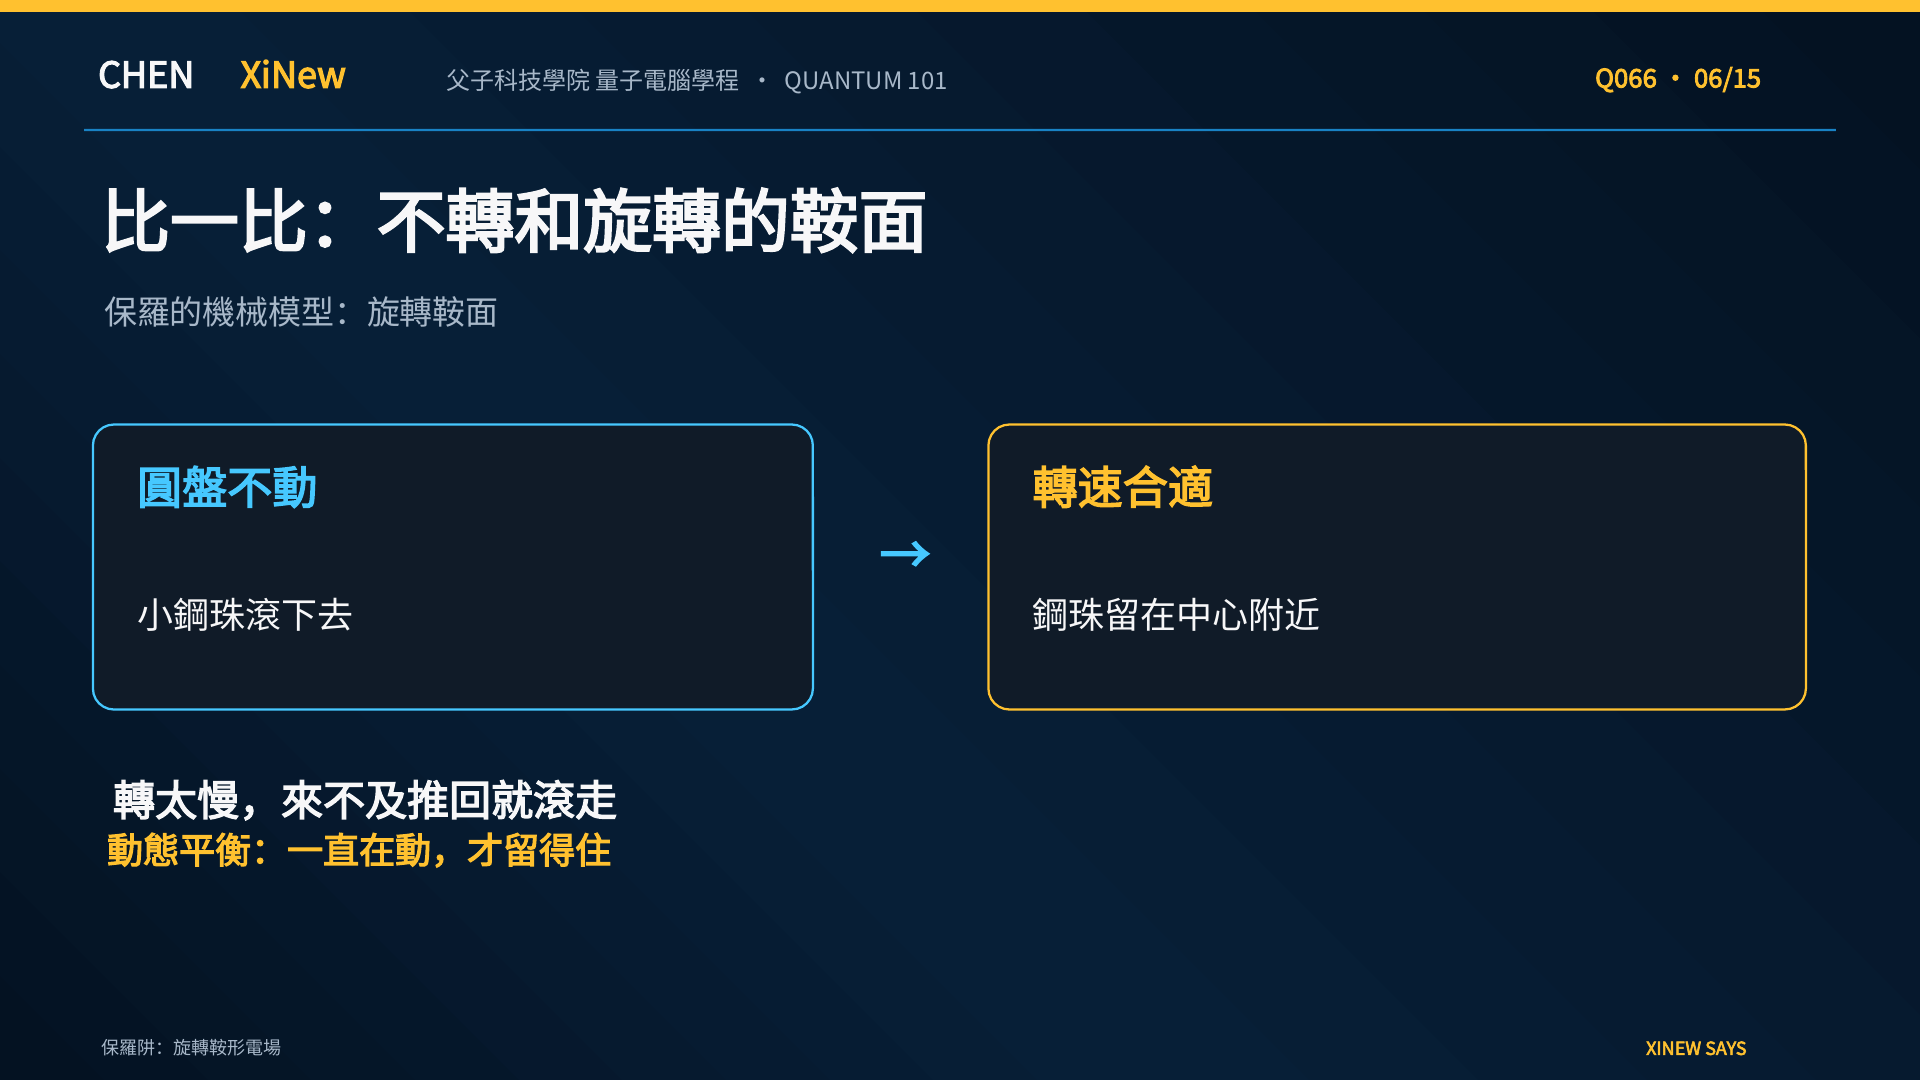 CHEN XiNew 父子科技學院 量子電腦學程 · QUANTUM 101 Q066 · 06/15
比一比：不轉和旋轉的鞍面
保羅的機械模型：旋轉鞍面
圓盤不動
小鋼珠滾下去
→
轉速合適
鋼珠留在中心附近
轉太慢，來不及推回就滾走
動態平衡：一直在動，才留得住
保羅阱：旋轉鞍形電場
XINEW SAYS